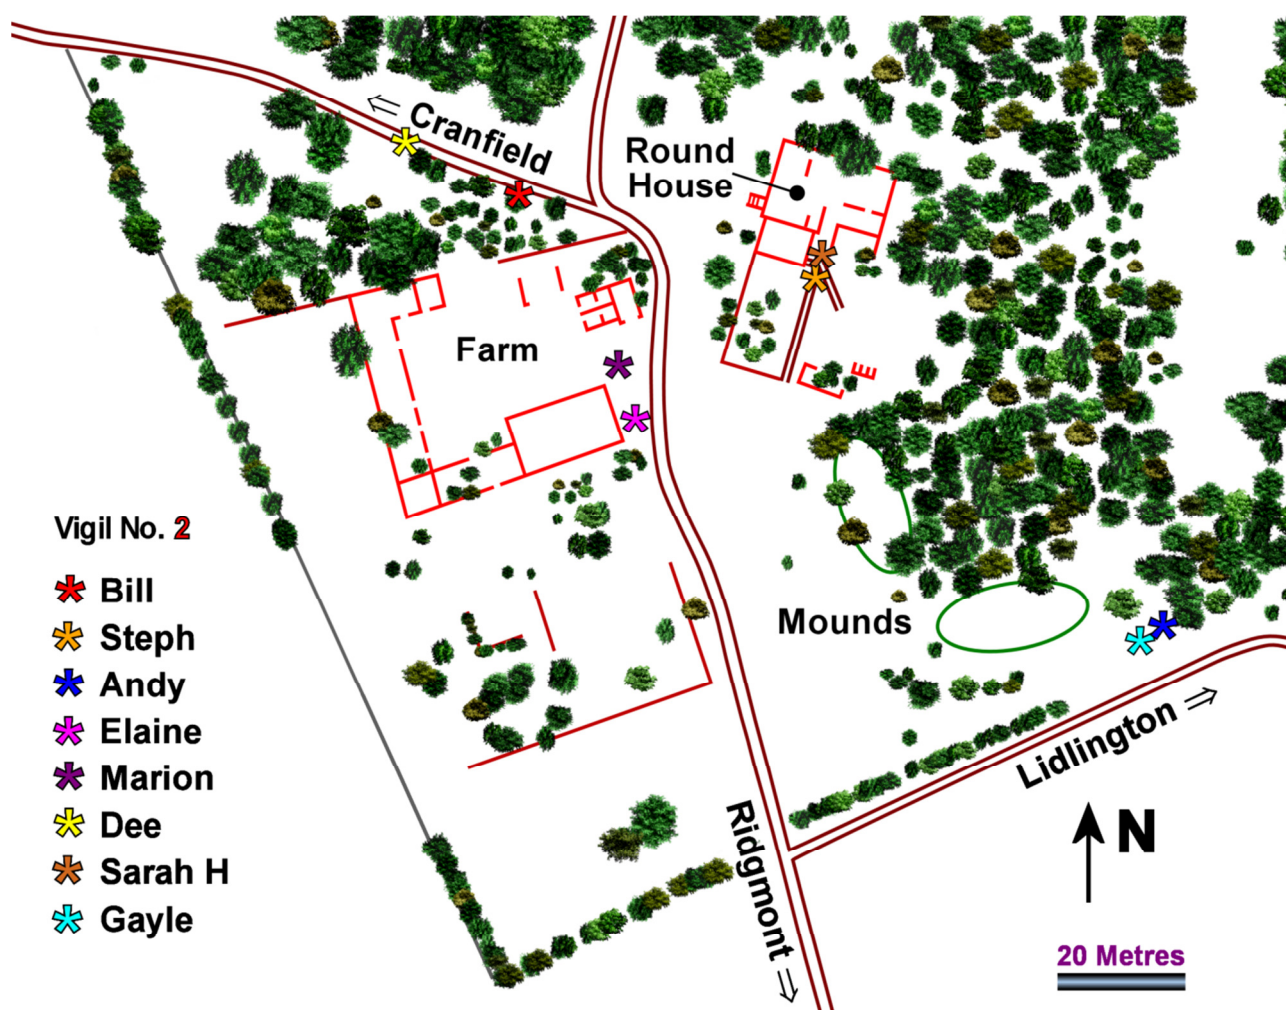 ⇐ Cranfield
Round
House
Farm
Vigil No. 2
Bill
Steph
Andy
Elaine
Marion
Dee
Sarah H
Gayle
Mounds
Lidlington ⇒
Ridgmont ⇒
N
20 Metres